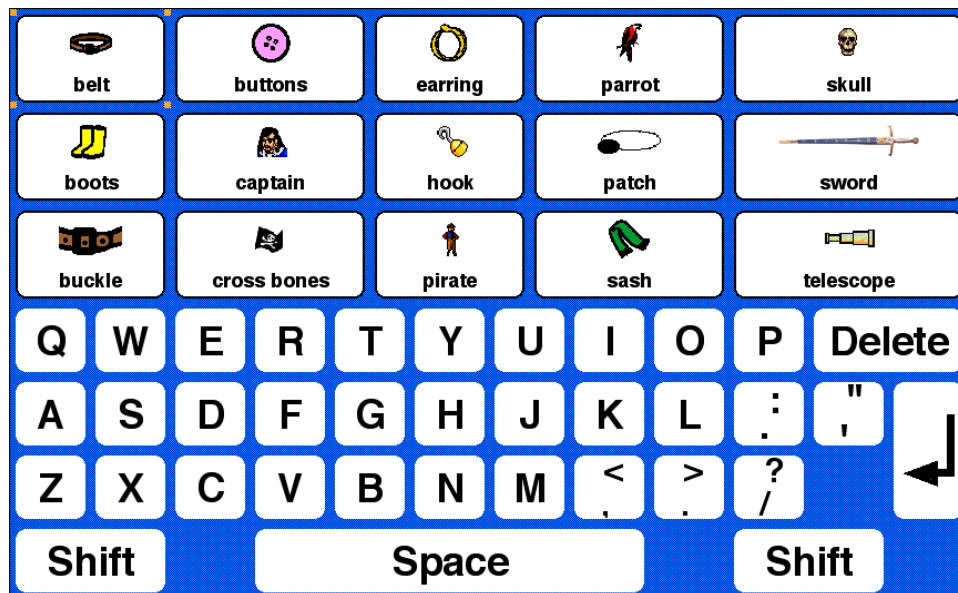 belt buttons earring parrot skull
boots captain hook patch sword
buckle cross bones pirate sash telescope
Q W E R T Y U I O P Delete
A S D F G H J K L : . " '
Z X C V B N M < , > . ? /
Shift Space Shift